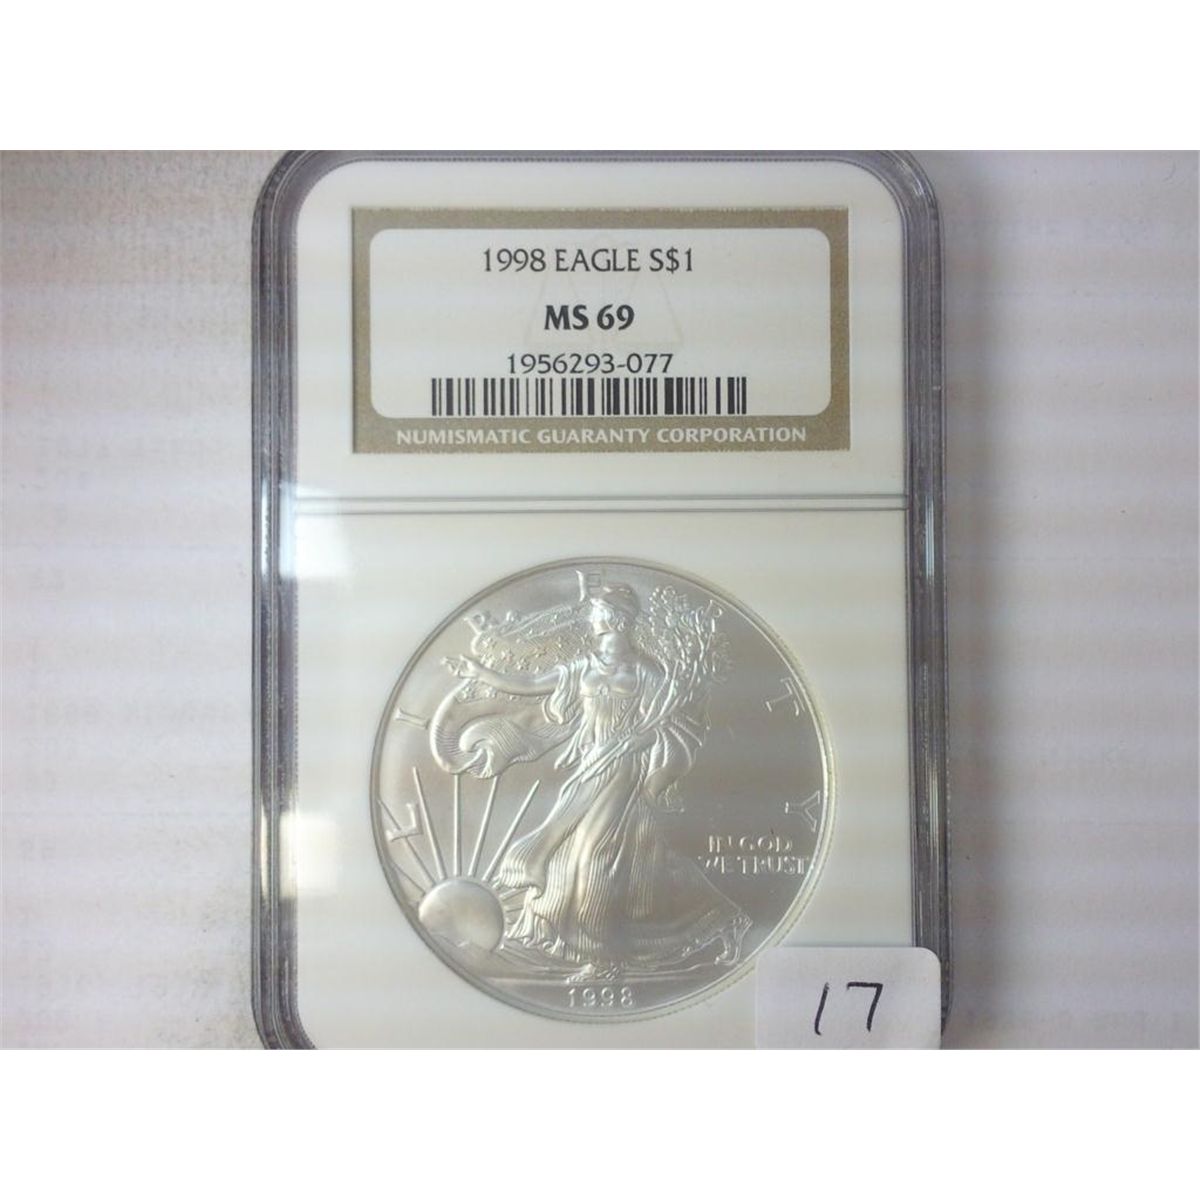 1998 EAGLE S$1
MS 69
1956293-077
NUMISMATIC GUARANTY CORPORATION
LIBERTY
IN GOD
WE TRUST
1998
17